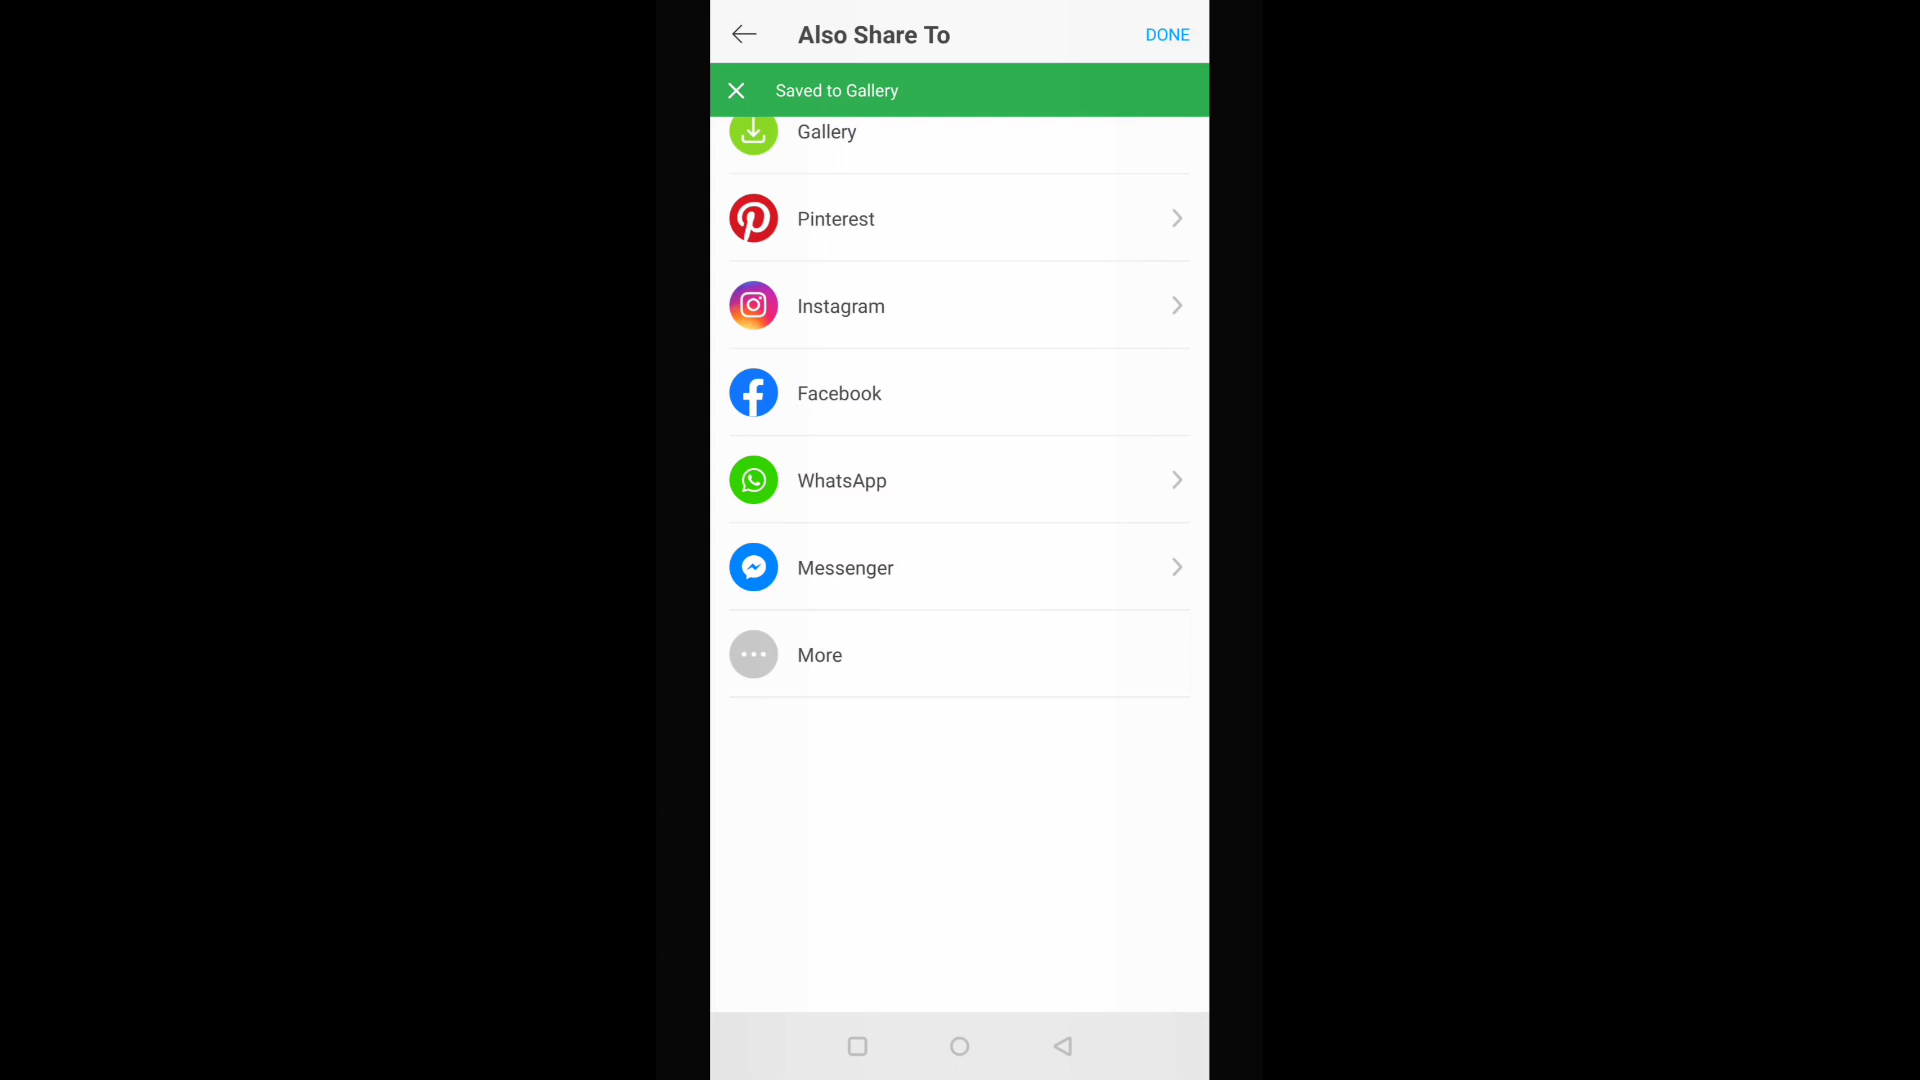 Also Share To
DONE
Saved to Gallery
Gallery
Pinterest
Instagram
Facebook
WhatsApp
Messenger
More